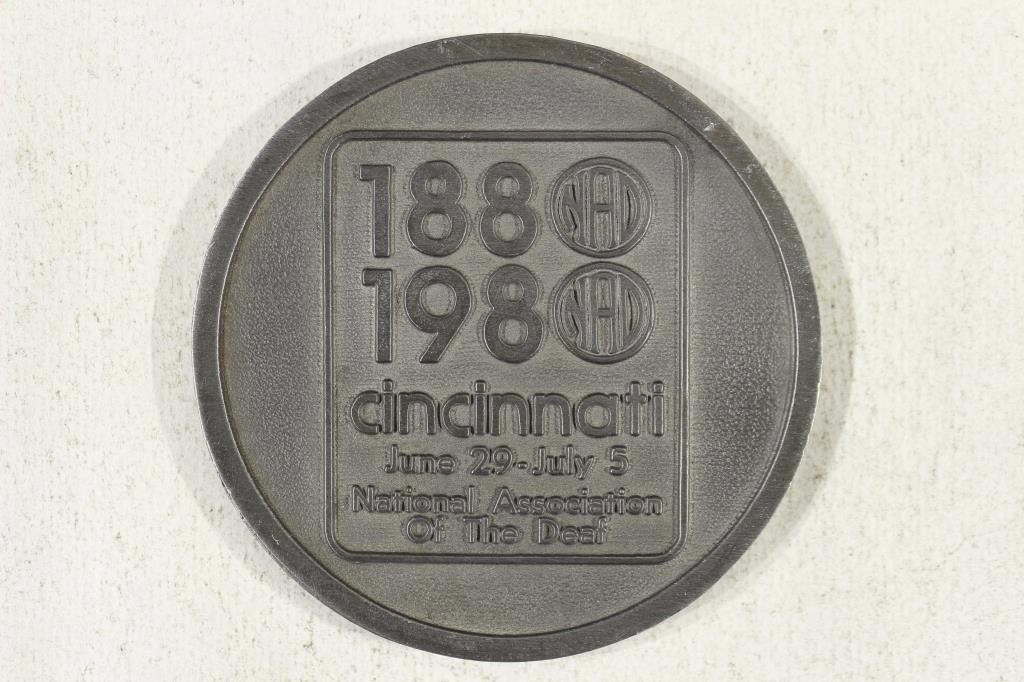 1880 NAD
1980 NAD
cincinnati
June 29-July 5
National Association
Of The Deaf